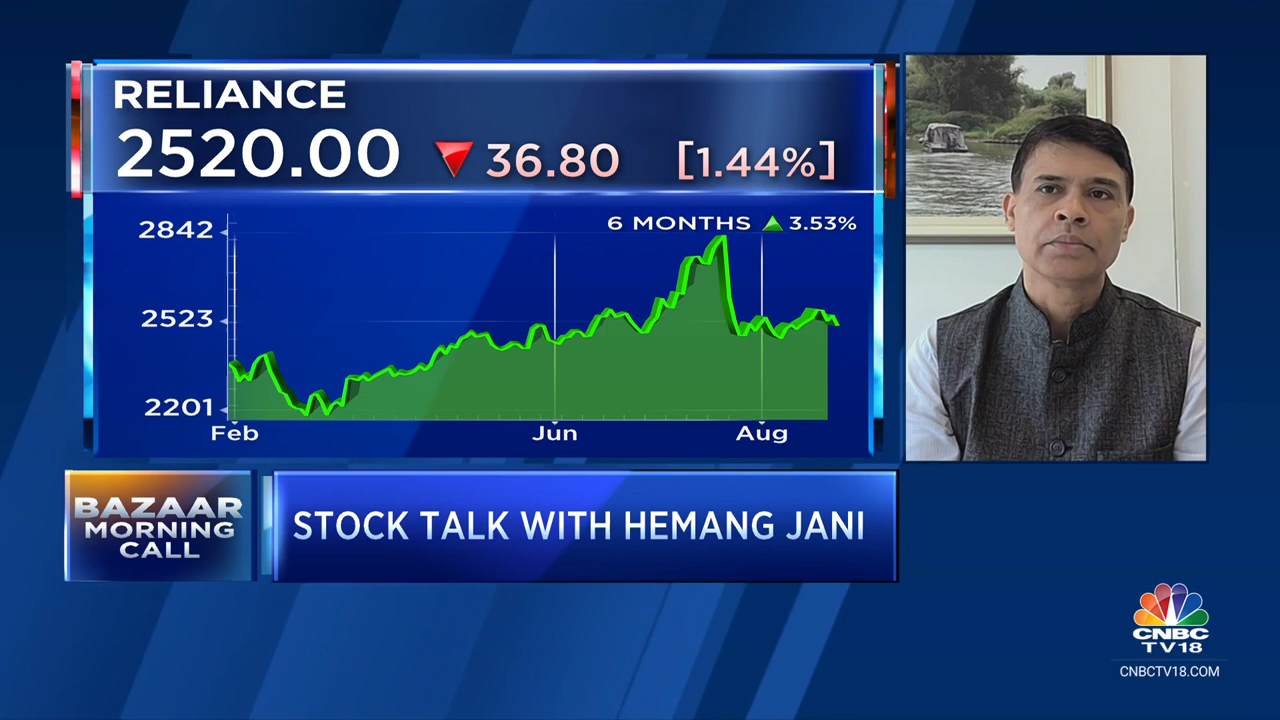 RELIANCE
2520.00 ▼ 36.80 [1.44%]
6 MONTHS ▲ 3.53%
2842
2523
2201
Feb Jun Aug
BAZAAR
MORNING
CALL
STOCK TALK WITH HEMANG JANI
CNBC
TV18
CNBCTV18.COM